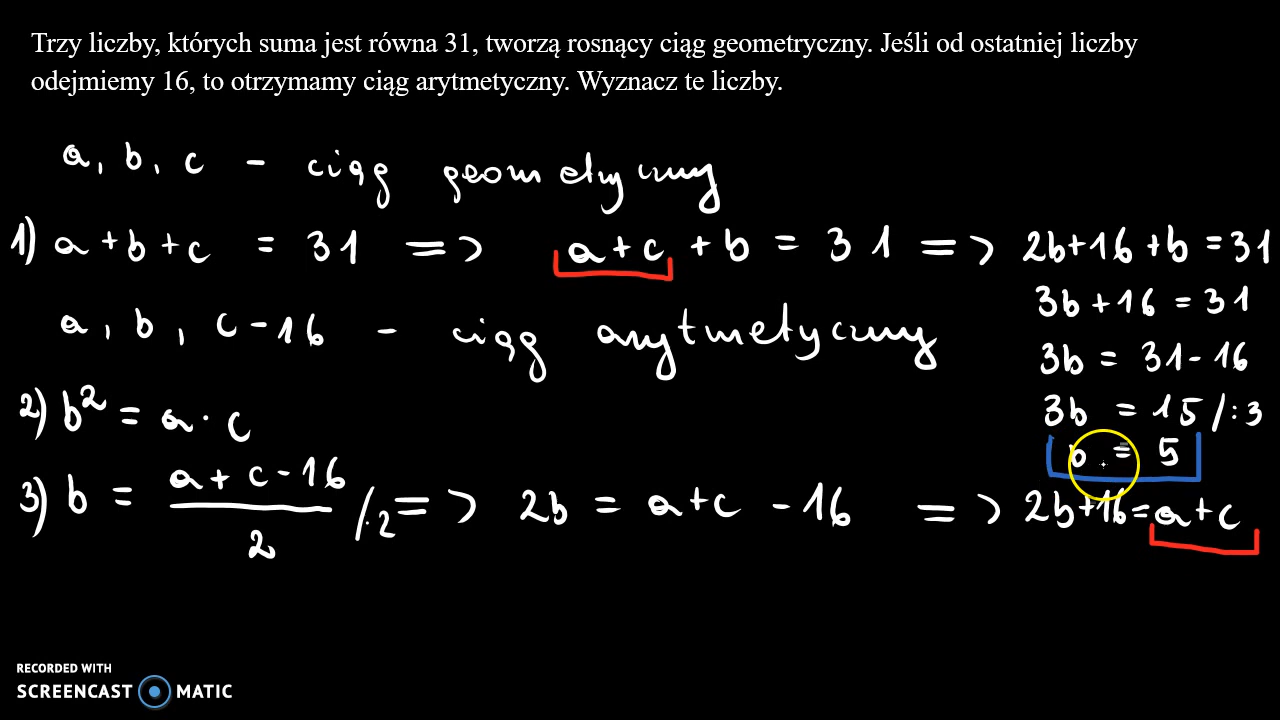 Trzy liczby, których suma jest równa 31, tworzą rosnący ciąg geometryczny. Jeśli od ostatniej liczby
odejmiemy 16, to otrzymamy ciąg arytmetyczny. Wyznacz te liczby.
a, b, c - ciąg geometryczny
1) a+b+c = 31 => a+c + b = 31 => 2b+16+b = 31
3b+16 = 31
a, b, c-16 - ciąg arytmetyczny
3b = 31-16
2) b² = a·c
3b = 15 /:3
b = 5
3) b = (a+c-16)/2 /·2 => 2b = a+c-16 => 2b+16=a+c
RECORDED WITH
SCREENCAST MATIC